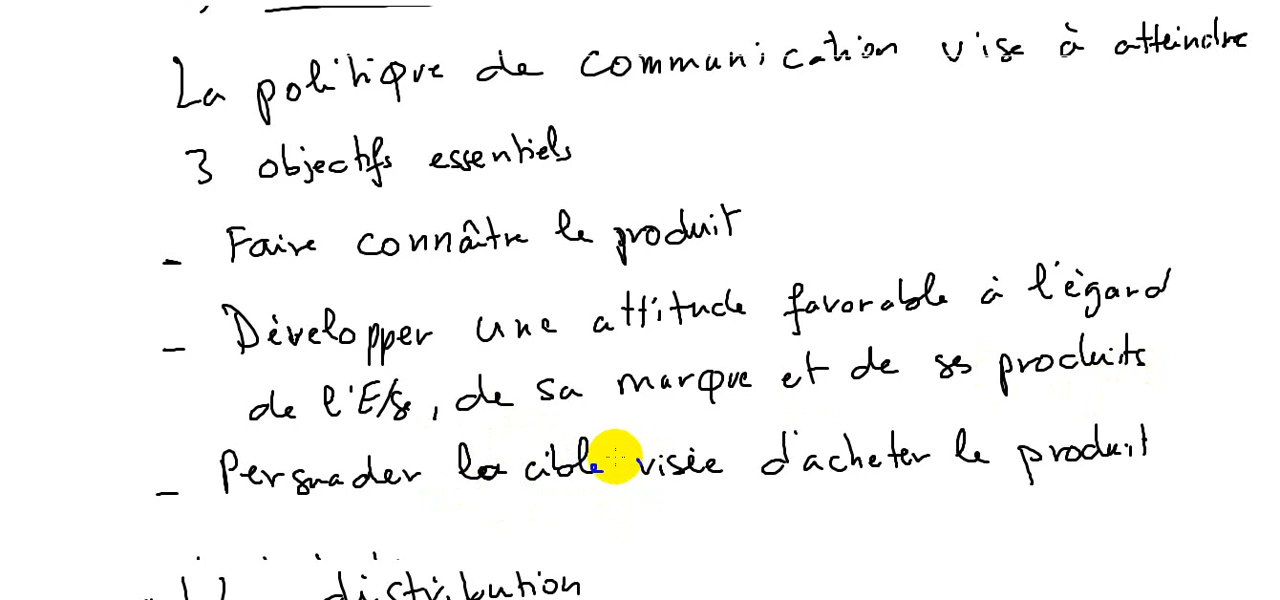 La politique de communication vise à atteindre
3 objectifs essentiels
- Faire connaître le produit
- Développer une attitude favorable à l'égard
de l'E/se, de sa marque et de ses produits
- Persuader la cible visée d'acheter le produit
distribution